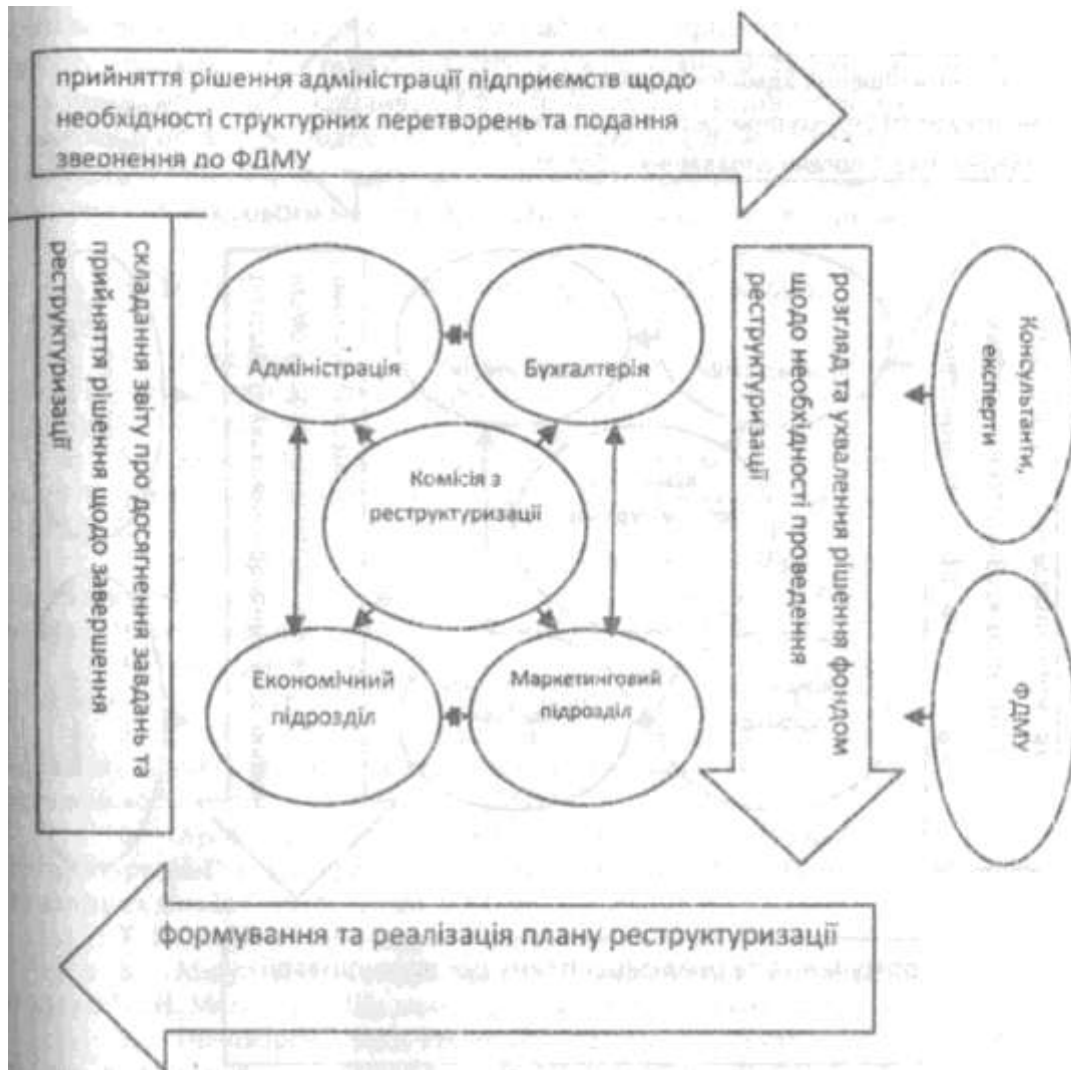 прийняття рішення адміністрації підприємств щодо
необхідності структурних перетворень та подання
звернення до ФДМУ
складання звіту про досягнення завдань та
прийняття рішення щодо завершення
реструктуризації
Адміністрація
Бухгалтерія
Комісія з
реструктуризації
Економічний
підрозділ
Маркетинговий
підрозділ
розгляд та ухвалення рішення фондом
щодо необхідності проведення
реструктуризації
Консультанти,
експерти
ФДМУ
формування та реалізація плану реструктуризації